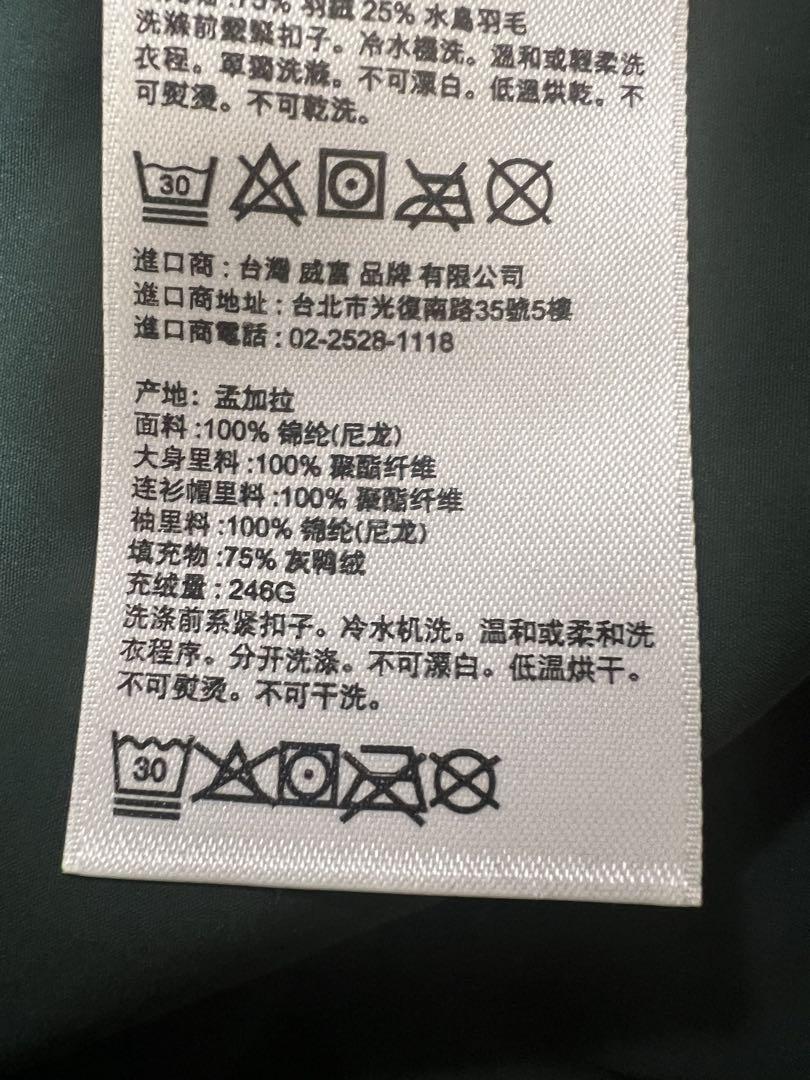 :75% 羽絨 25% 水鳥羽毛
洗滌前繫緊扣子。冷水機洗。溫和或輕柔洗
衣程。單獨洗滌。不可漂白。低溫烘乾。不
可熨燙。不可乾洗。
30
進口商:台灣 威富 品牌 有限公司
進口商地址:台北市光復南路35號5樓
進口商電話:02-2528-1118
产地: 孟加拉
面料:100% 锦纶(尼龙)
大身里料:100% 聚酯纤维
连衫帽里料:100% 聚酯纤维
袖里料:100% 锦纶(尼龙)
填充物:75% 灰鸭绒
充绒量:246G
洗涤前系紧扣子。冷水机洗。温和或柔和洗
衣程序。分开洗涤。不可漂白。低温烘干。
不可熨烫。不可干洗。
30